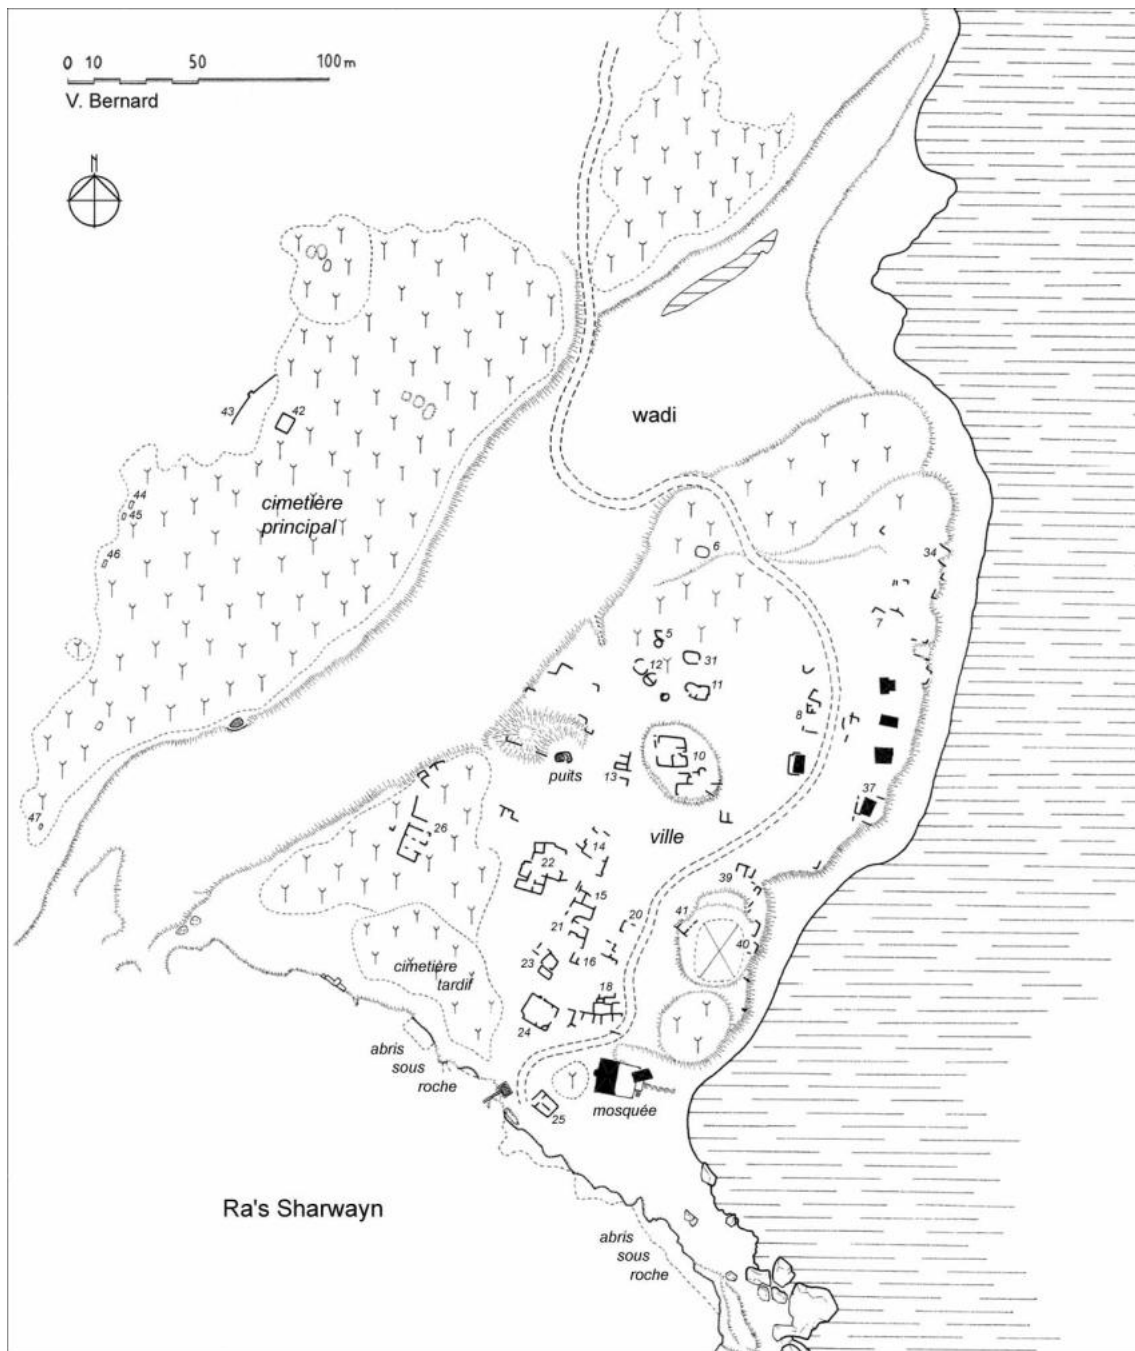 0 10 50 100 m
V. Bernard
N
wadi
43
42
44
cimetière
principal
45
46
6
34
7
5
12
31
11
8
10
puits
13
37
47
26
ville
14
22
39
15
20
41
21
40
23
16
cimetière
tardif
18
24
abris
sous
roche
25
mosquée
Ra's Sharwayn
abris
sous
roche